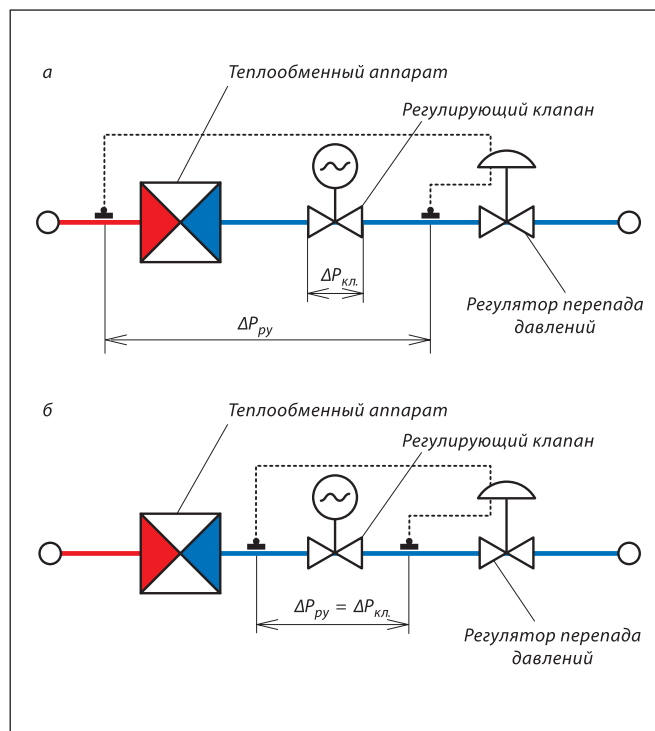 а
Теплообменный аппарат
Регулирующий клапан
ΔPкл.
ΔPру
Регулятор перепада
давлений
б
Теплообменный аппарат
Регулирующий клапан
ΔPру = ΔPкл.
Регулятор перепада
давлений